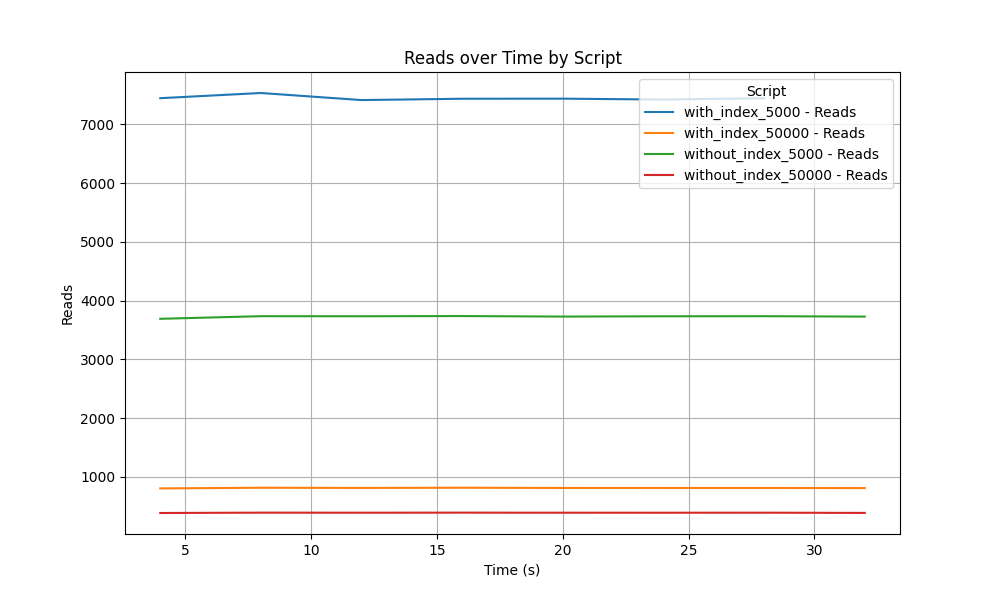 Reads over Time by Script
Script
with_index_5000 - Reads
with_index_50000 - Reads
without_index_5000 - Reads
without_index_50000 - Reads
7000
6000
5000
4000
3000
2000
1000
Reads
5
10
15
20
25
30
Time (s)